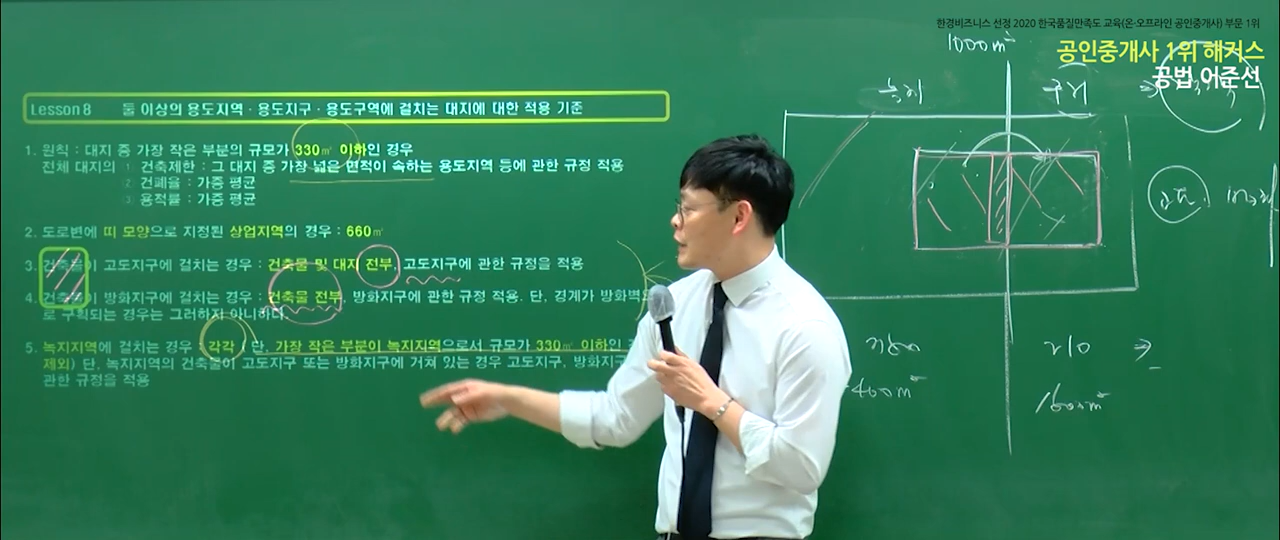 한경비즈니스 선정 2020 한국품질만족도 교육(온·오프라인 공인중개사) 부문 1위
공인중개사 1위 해커스
공법 어준선
Lesson 8 둘 이상의 용도지역·용도지구·용도구역에 걸치는 대지에 대한 적용 기준
1. 원칙 : 대지 중 가장 작은 부분의 규모가 330㎡ 이하인 경우
전체 대지의 ① 건축제한 : 그 대지 중 가장 넓은 면적이 속하는 용도지역 등에 관한 규정 적용
② 건폐율 : 가중 평균
③ 용적률 : 가중 평균
2. 도로변에 띠 모양으로 지정된 상업지역의 경우 : 660㎡
3. 건축물이 고도지구에 걸치는 경우 : 건축물 및 대지 전부, 고도지구에 관한 규정을 적용
4. 건축물이 방화지구에 걸치는 경우 : 건축물 전부, 방화지구에 관한 규정 적용. 단, 경계가 방화벽
로 구획되는 경우는 그러하지 아니하다.
5. 녹지지역에 걸치는 경우 : 각각 (단, 가장 작은 부분이 녹지지역으로서 규모가 330㎡ 이하인
제외) 단, 녹지지역의 건축물이 고도지구 또는 방화지구에 걸쳐 있는 경우 고도지구, 방화지구
관한 규정을 적용
1000㎡
400㎡
1600㎡